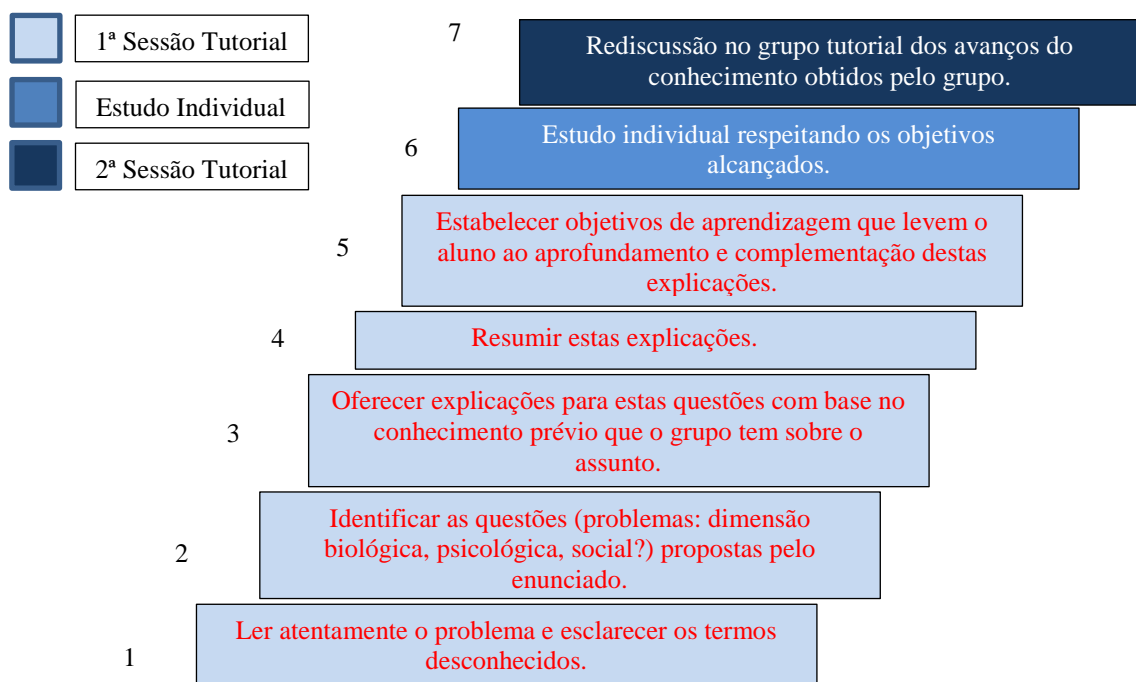 1ª Sessão Tutorial
Estudo Individual
2ª Sessão Tutorial
7
Rediscussão no grupo tutorial dos avanços do
conhecimento obtidos pelo grupo.
6
Estudo individual respeitando os objetivos
alcançados.
5
Estabelecer objetivos de aprendizagem que levem o
aluno ao aprofundamento e complementação destas
explicações.
4
Resumir estas explicações.
3
Oferecer explicações para estas questões com base no
conhecimento prévio que o grupo tem sobre o
assunto.
2
Identificar as questões (problemas: dimensão
biológica, psicológica, social?) propostas pelo
enunciado.
1
Ler atentamente o problema e esclarecer os termos
desconhecidos.